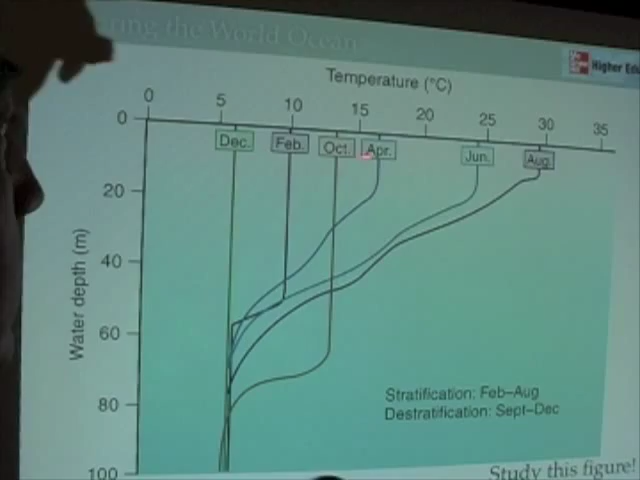 ring the World Ocean
Higher Edu
Temperature (°C)
0 5 10 15 20 25 30 35
Dec. Feb. Oct. Apr. Jun. Aug.
Water depth (m)
0
20
40
60
80
100
Stratification: Feb–Aug
Destratification: Sept–Dec
Study this figure!